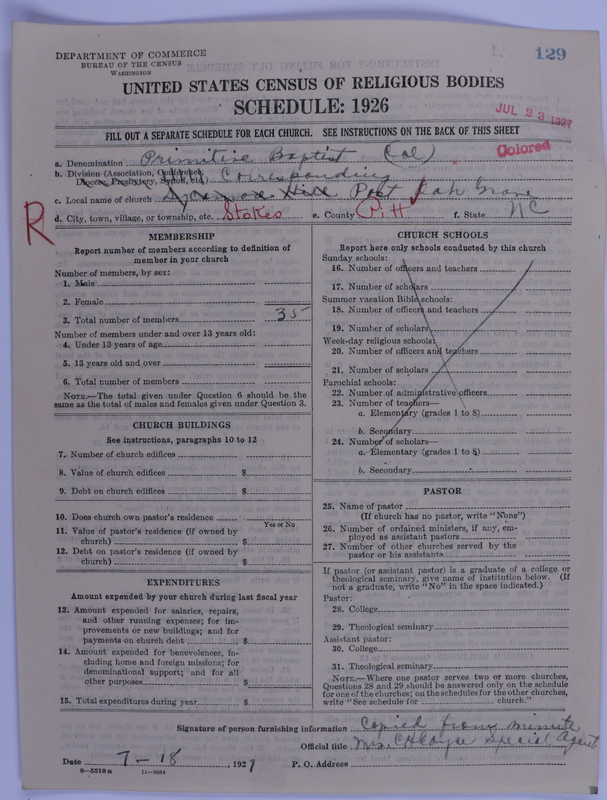 129
DEPARTMENT OF COMMERCE
BUREAU OF THE CENSUS
WASHINGTON
UNITED STATES CENSUS OF RELIGIOUS BODIES
SCHEDULE: 1926
JUL 23 1927
FILL OUT A SEPARATE SCHEDULE FOR EACH CHURCH. SEE INSTRUCTIONS ON THE BACK OF THIS SHEET
Colored
a. Denomination Primitive Baptist (Col)
b. Division (Association, Conference, Diocese, Presbytery, Synod, etc.) Corresponding
c. Local name of church Oak Grove
R
d. City, town, village, or township, etc. Stokes e. County Pitt f. State NC
MEMBERSHIP
Report number of members according to definition of
member in your church
Number of members, by sex:
1. Male
2. Female
3. Total number of members 35
Number of members under and over 13 years old:
4. Under 13 years of age
5. 13 years old and over
6. Total number of members
NOTE.—The total given under Question 6 should be the
same as the total of males and females given under Question 3.
CHURCH BUILDINGS
See instructions, paragraphs 10 to 12
7. Number of church edifices
8. Value of church edifices $
9. Debt on church edifices $
10. Does church own pastor's residence
Yes or No
11. Value of pastor's residence (if owned by
church) $
12. Debt on pastor's residence (if owned by
church) $
EXPENDITURES
Amount expended by your church during last fiscal year
13. Amount expended for salaries, repairs,
and other running expenses; for im-
provements or new buildings; and for
payments on church debt $
14. Amount expended for benevolences, in-
cluding home and foreign missions; for
denominational support; and for all
other purposes $
15. Total expenditures during year $
CHURCH SCHOOLS
Report here only schools conducted by this church
Sunday schools:
16. Number of officers and teachers
17. Number of scholars
Summer vacation Bible schools:
18. Number of officers and teachers
19. Number of scholars
Week-day religious schools:
20. Number of officers and teachers
21. Number of scholars
Parochial schools:
22. Number of administrative officers
23. Number of teachers—
a. Elementary (grades 1 to 8)
b. Secondary
24. Number of scholars—
a. Elementary (grades 1 to 8)
b. Secondary
PASTOR
25. Name of pastor
(If church has no pastor, write "None")
26. Number of ordained ministers, if any, em-
ployed as assistant pastors
27. Number of other churches served by the
pastor or his assistants
If pastor (or assistant pastor) is a graduate of a college or
theological seminary, give name of institution below. (If
not a graduate, write "No" in the space indicated.)
Pastor:
28. College
29. Theological seminary
Assistant pastor:
30. College
31. Theological seminary
NOTE.—Where one pastor serves two or more churches,
Questions 28 and 29 should be answered only on the schedule
for one of the churches; on the schedules for the other churches,
write "See schedule for church."
Signature of person furnishing information Copied from minute
Official title Special Agent
Date 7-18, 1927 P. O. Address
8-5518a 11-9054